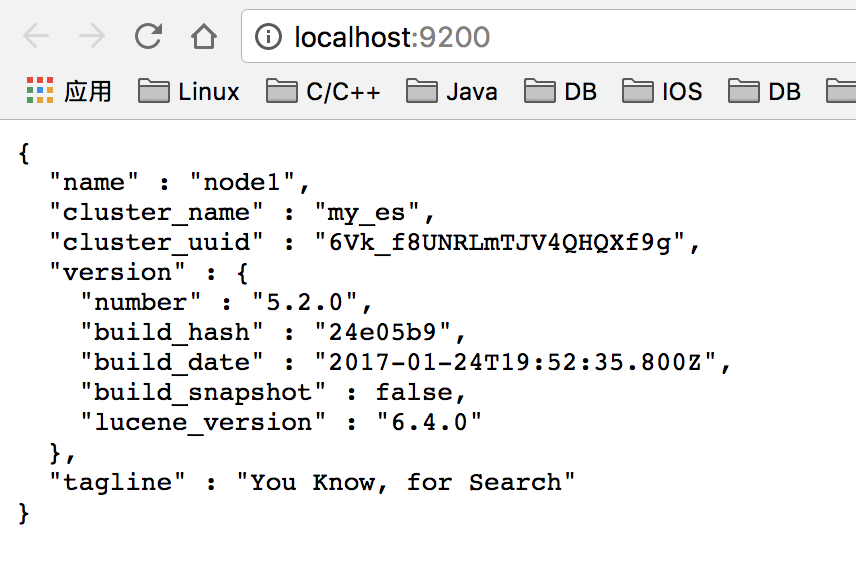 localhost:9200
应用 Linux C/C++ Java DB IOS DB
{
  "name" : "node1",
  "cluster_name" : "my_es",
  "cluster_uuid" : "6Vk_f8UNRLmTJV4QHQXf9g",
  "version" : {
    "number" : "5.2.0",
    "build_hash" : "24e05b9",
    "build_date" : "2017-01-24T19:52:35.800Z",
    "build_snapshot" : false,
    "lucene_version" : "6.4.0"
  },
  "tagline" : "You Know, for Search"
}